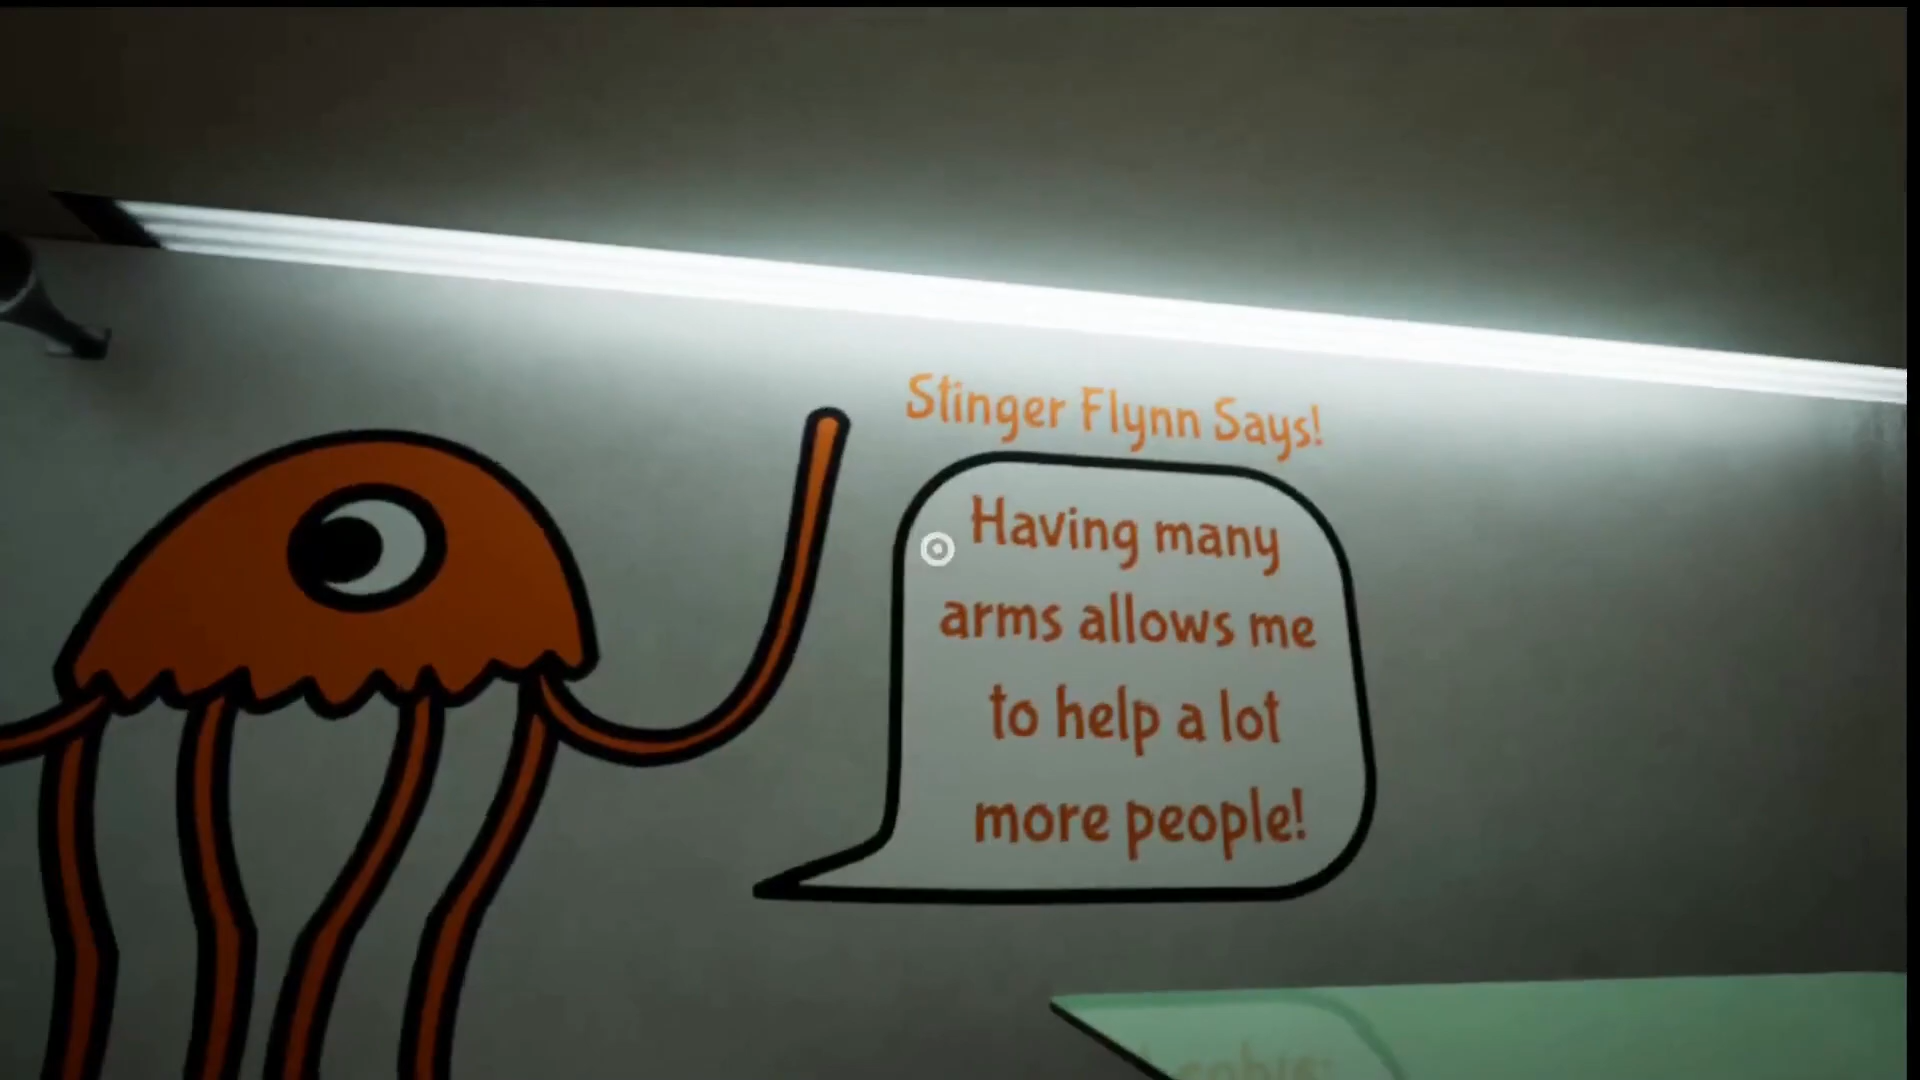 Stinger Flynn Says!
Having many
arms allows me
to help a lot
more people!